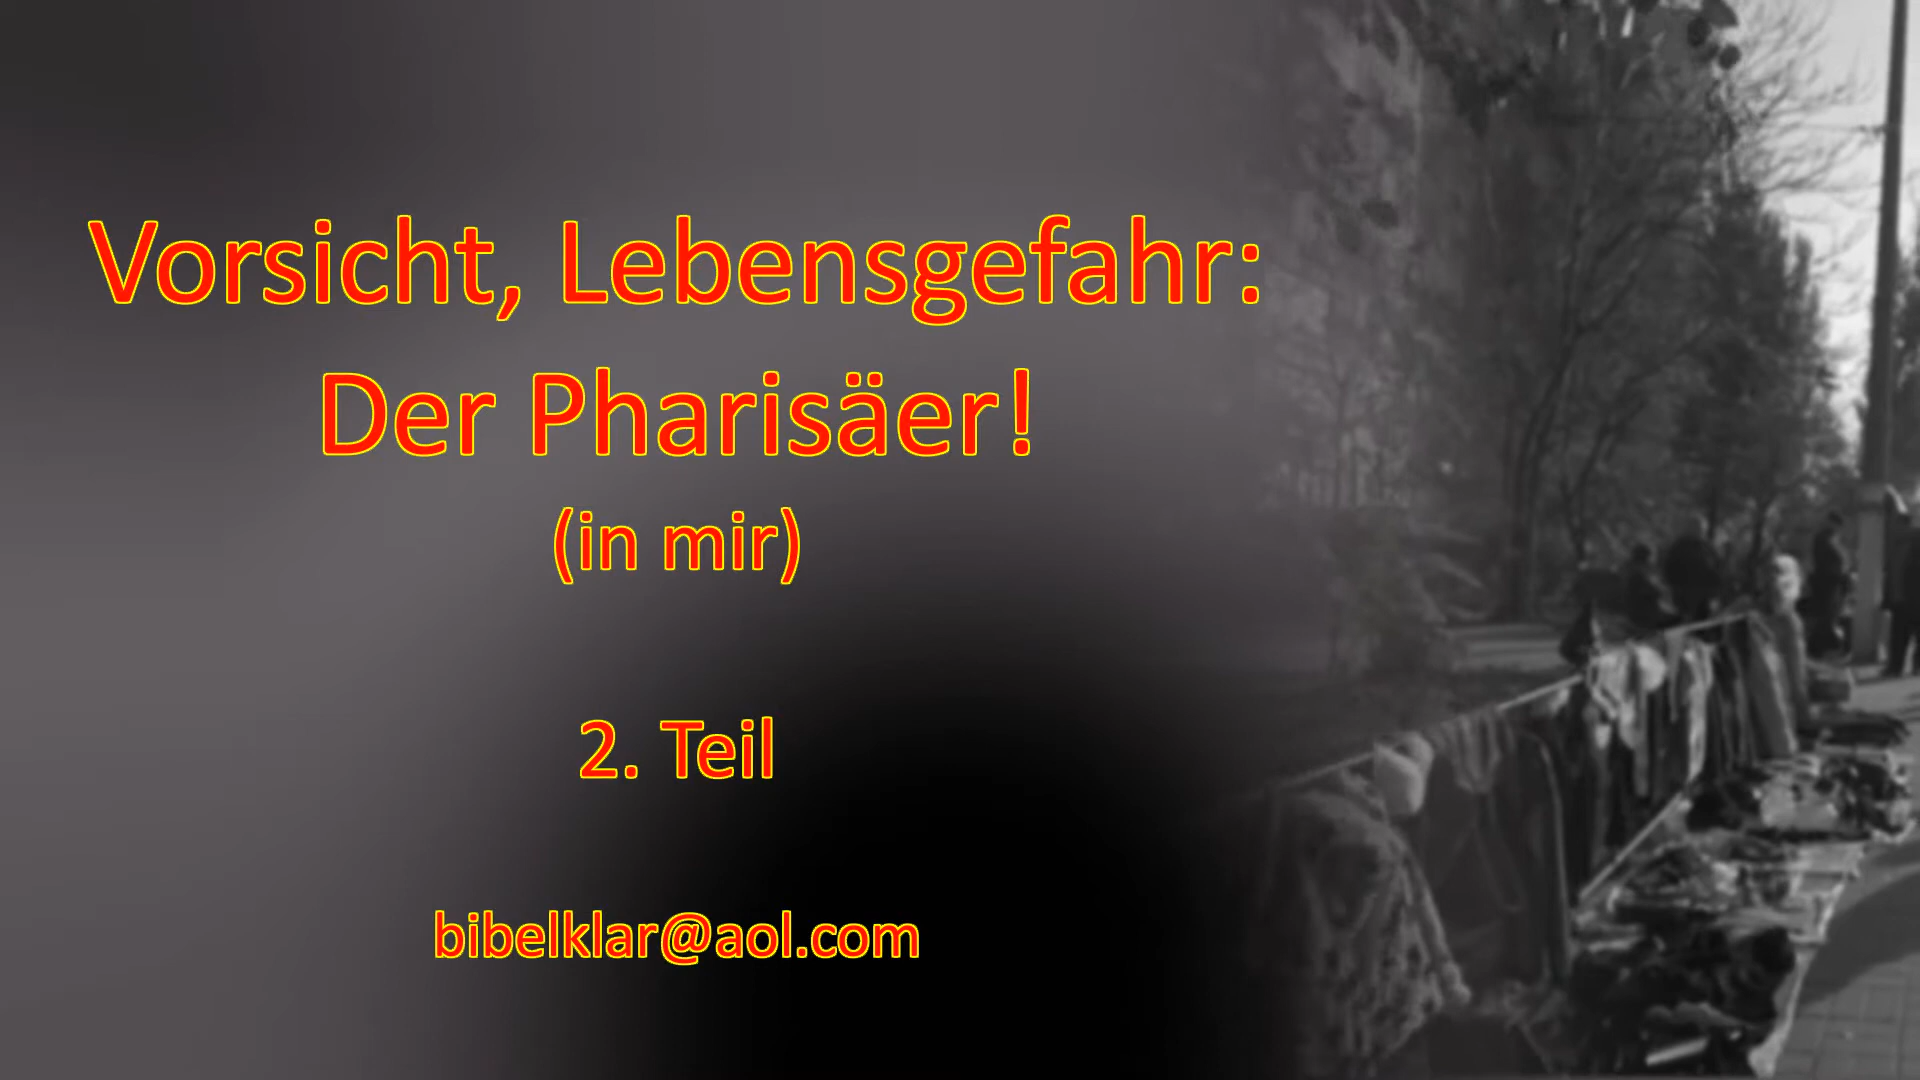 Vorsicht, Lebensgefahr:
Der Pharisäer!
(in mir)
2. Teil
bibelklar@aol.com